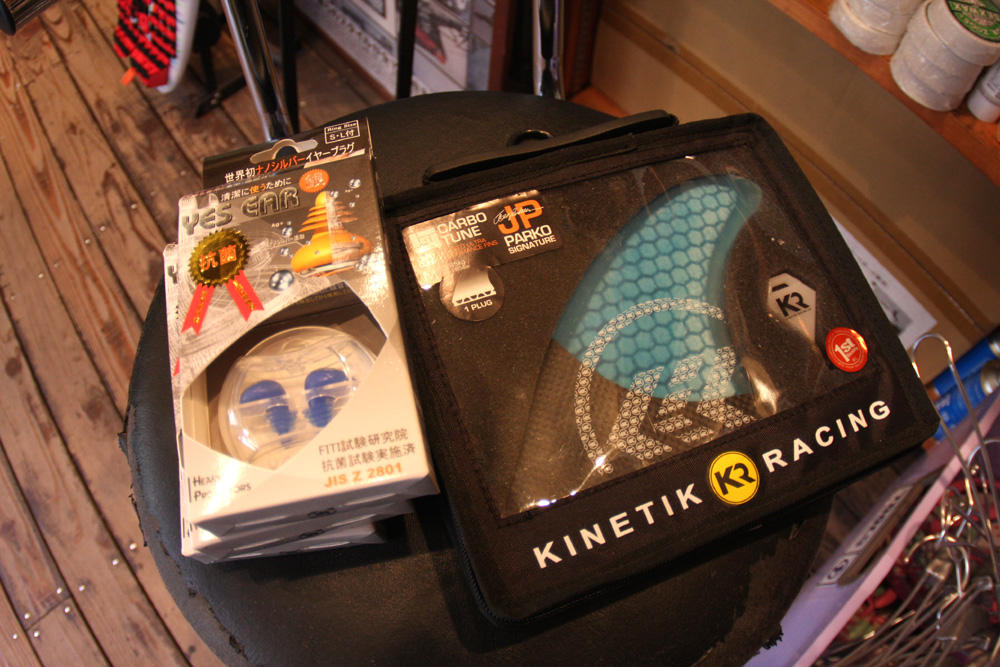 Ring Size
S・L付
世界初ナノシルバーイヤープラグ
清潔に使うために
YES EAR
抗菌
HEARING
PROTECTORS
FITI試験研究院
抗菌試験実施済
JIS Z 2801
CARBO
TUNE
JP
PARKO
SIGNATURE
1 PLUG
KR
1st
KINETIK KR RACING